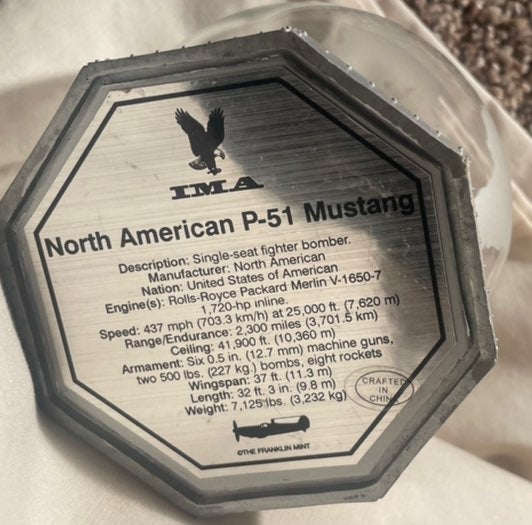 IMA
North American P-51 Mustang
Description: Single-seat fighter bomber.
Manufacturer: North American
Nation: United States of American
Engine(s): Rolls-Royce Packard Merlin V-1650-7
1,720-hp inline.
Speed: 437 mph (703.3 km/h) at 25,000 ft. (7,620 m)
Range/Endurance: 2,300 miles (3,701.5 km)
Ceiling: 41,900 ft. (10,360 m)
Armament: Six 0.5 in. (12.7 mm) machine guns,
two 500 lbs. (227 kg.) bombs, eight rockets
Wingspan: 37 ft. (11.3 m)
Length: 32 ft. 3 in. (9.8 m)
Weight: 7,125 lbs. (3,232 kg)
CRAFTED
IN
CHINA
©THE FRANKLIN MINT